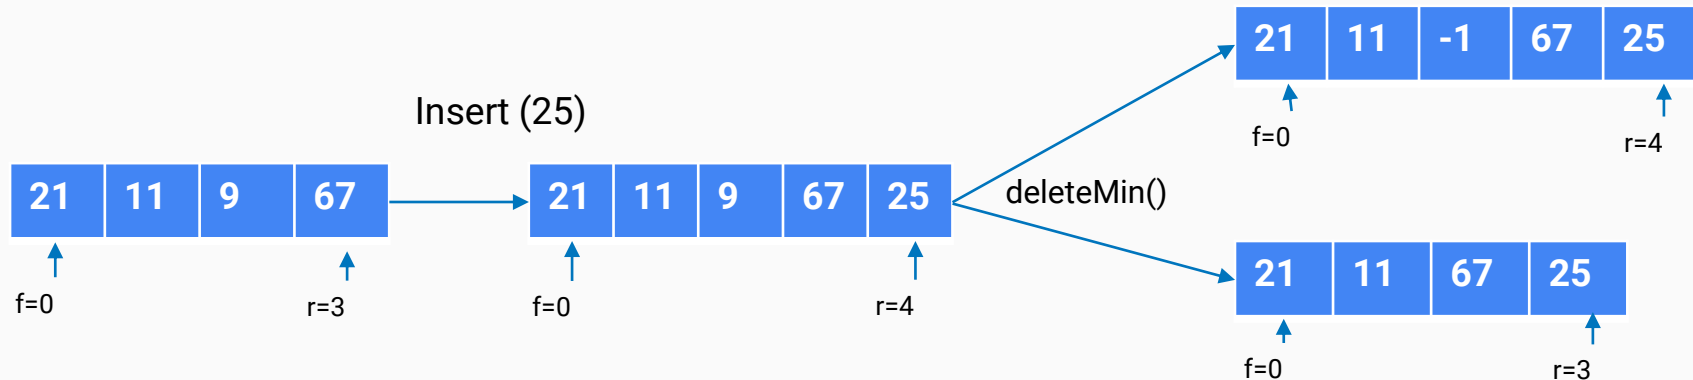 21 11 -1 67 25
f=0
r=4
Insert (25)
21 11 9 67
f=0
r=3
21 11 9 67 25
f=0
r=4
deleteMin()
21 11 67 25
f=0
r=3